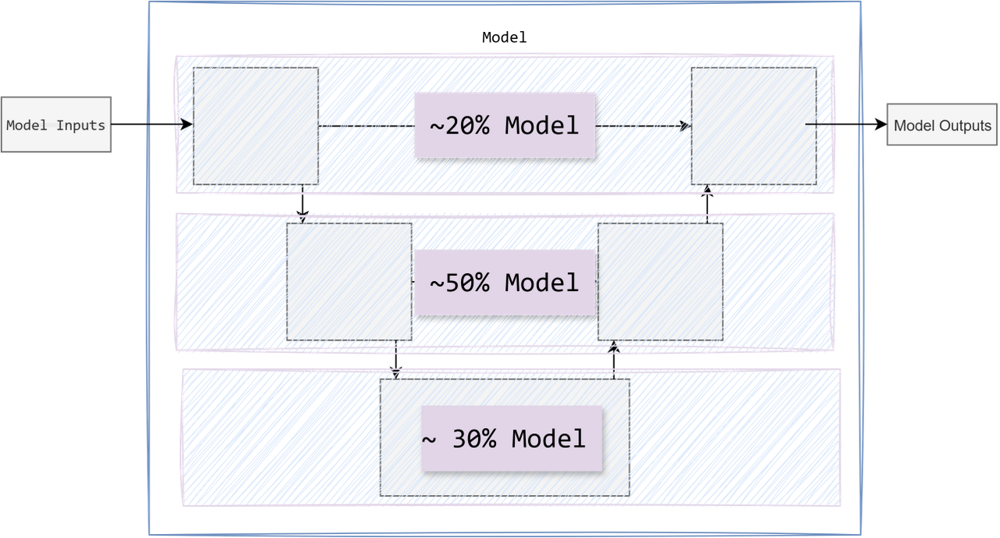 Model
Model Inputs
~20% Model
Model Outputs
~50% Model
~ 30% Model